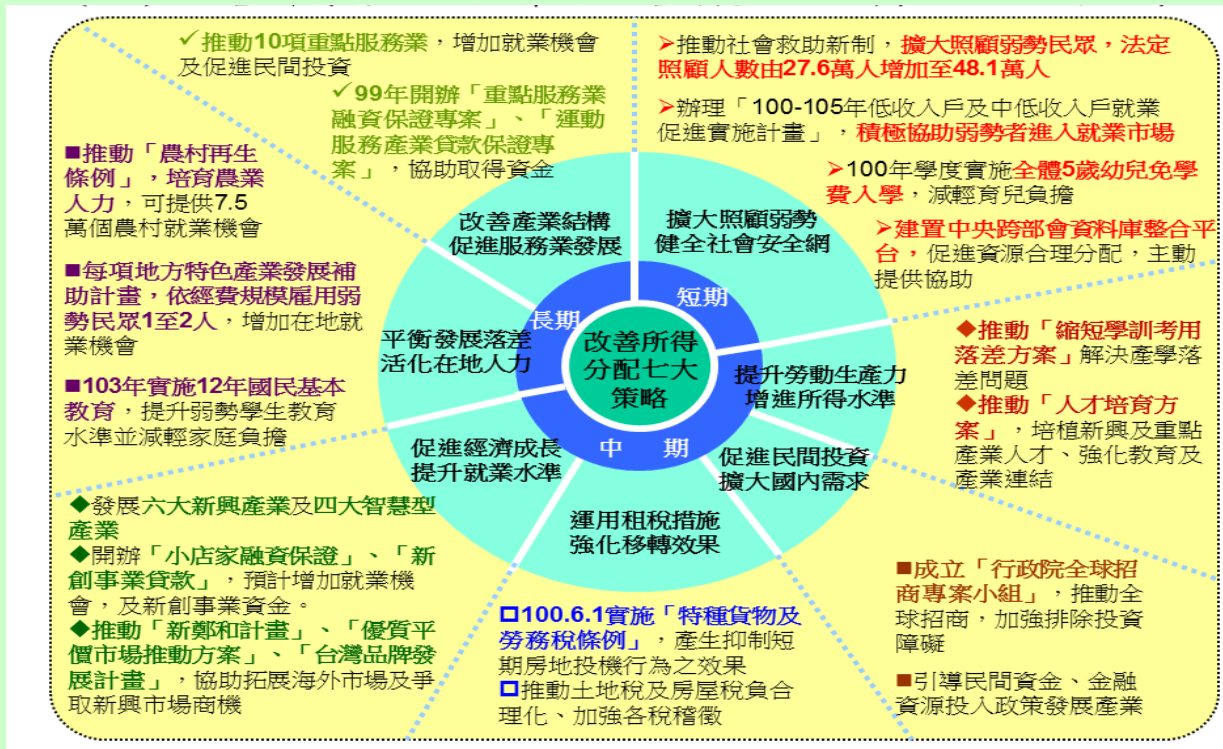 ✓推動10項重點服務業，增加就業機會
及促進民間投資
✓99年開辦「重點服務業
融資保證專案」、「運動
服務產業貸款保證專
案」，協助取得資金
➢推動社會救助新制，擴大照顧弱勢民眾，法定
照顧人數由27.6萬人增加至48.1萬人
➢辦理「100-105年低收入戶及中低收入戶就業
促進實施計畫」，積極協助弱勢者進入就業市場
➢100年學度實施全體5歲幼兒免學
費入學，減輕育兒負擔
➢建置中央跨部會資料庫整合平
台，促進資源合理分配，主動
提供協助
■推動「農村再生
條例」，培育農業
人力，可提供7.5
萬個農村就業機會
■每項地方特色產業發展補
助計畫，依經費規模雇用弱
勢民眾1至2人，增加在地就
業機會
■103年實施12年國民基本
教育，提升弱勢學生教育
水準並減輕家庭負擔
改善產業結構
促進服務業發展
擴大照顧弱勢
健全社會安全網
平衡發展落差
活化在地人力
長期
短期
改善所得
分配七大
策略
提升勞動生產力
增進所得水準
中 期
促進經濟成長
提升就業水準
促進民間投資
擴大國內需求
運用租稅措施
強化移轉效果
◆推動「縮短學訓考用
落差方案」解決產學落
差問題
◆推動「人才培育方
案」，培植新興及重點
產業人才、強化教育及
產業連結
◆發展六大新興產業及四大智慧型
產業
◆開辦「小店家融資保證」、「新
創事業貸款」，預計增加就業機
會，及新創事業資金。
◆推動「新鄭和計畫」、「優質平
價市場推動方案」、「台灣品牌發
展計畫」，協助拓展海外市場及爭
取新興市場商機
□100.6.1實施「特種貨物及
勞務稅條例」，產生抑制短
期房地投機行為之效果
□推動土地稅及房屋稅負合
理化、加強各稅稽徵
■成立「行政院全球招
商專案小組」，推動全
球招商，加強排除投資
障礙
■引導民間資金、金融
資源投入政策發展產業